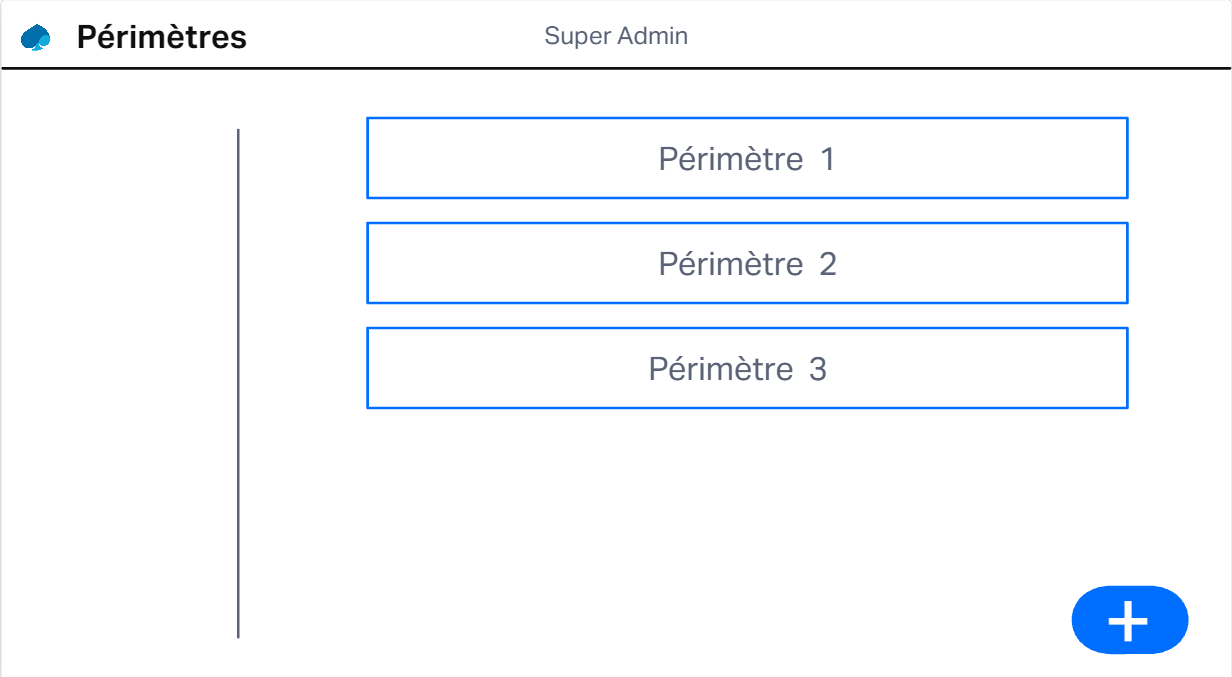 Périmètres
Super Admin
Périmètre 1
Périmètre 2
Périmètre 3
+